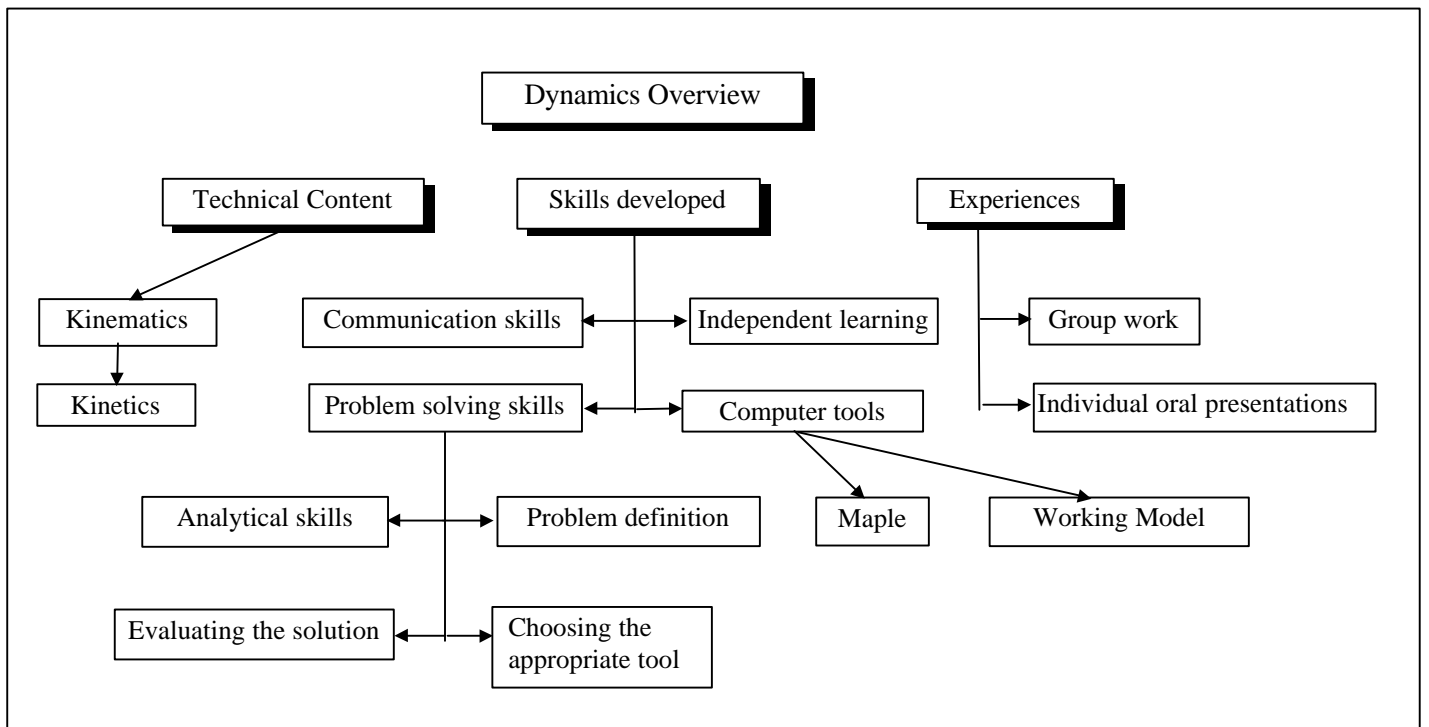 Dynamics Overview
Technical Content
Skills developed
Experiences
Kinematics
Communication skills
Independent learning
Group work
Kinetics
Problem solving skills
Computer tools
Individual oral presentations
Analytical skills
Problem definition
Maple
Working Model
Evaluating the solution
Choosing the
appropriate tool